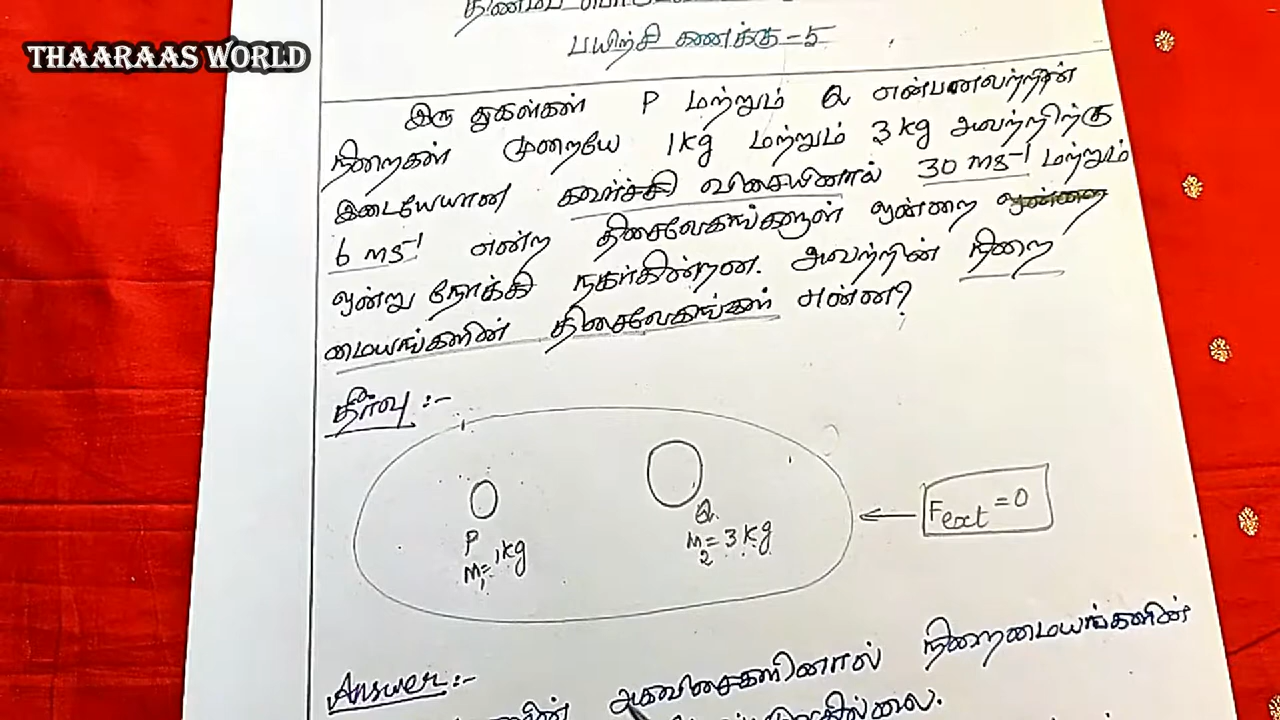 THAARAAS WORLD
பயிற்சி கணக்கு - 5
இரு துகள்கள் P மற்றும் Q என்பனவற்றின்
நிறைகள் முறையே 1kg மற்றும் 3kg அவற்றிற்கு
இடையேயான கவர்ச்சி விசையினால் 30 ms⁻¹ மற்றும்
6 ms⁻¹ என்ற திசைவேகங்களுள் ஒன்றை
ஒன்று நோக்கி நகர்கின்றன. அவற்றின் நிறை
மையங்களின் திசைவேகங்கள் என்ன?
தீர்வு :-
P
m₁=1kg
Q
m₂=3kg
Fext = 0
Answer :-
அகவிசைகளினால் நிறைமையங்களின்